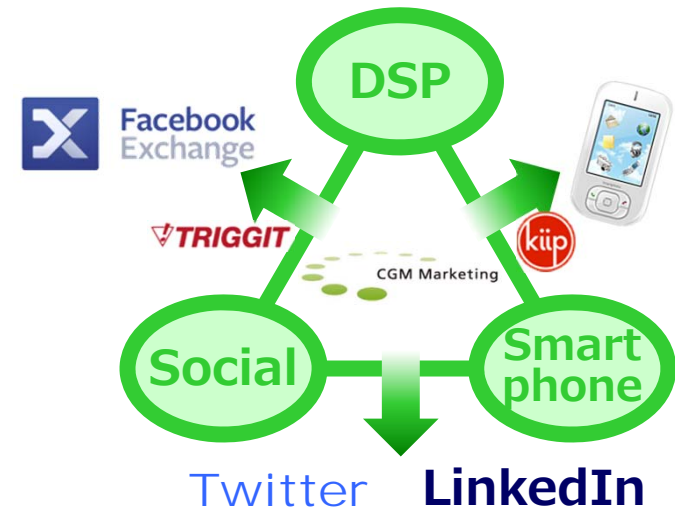 DSP
Facebook
Exchange
TRIGGIT
kiip
CGM Marketing
Social
Smart
phone
Twitter
LinkedIn